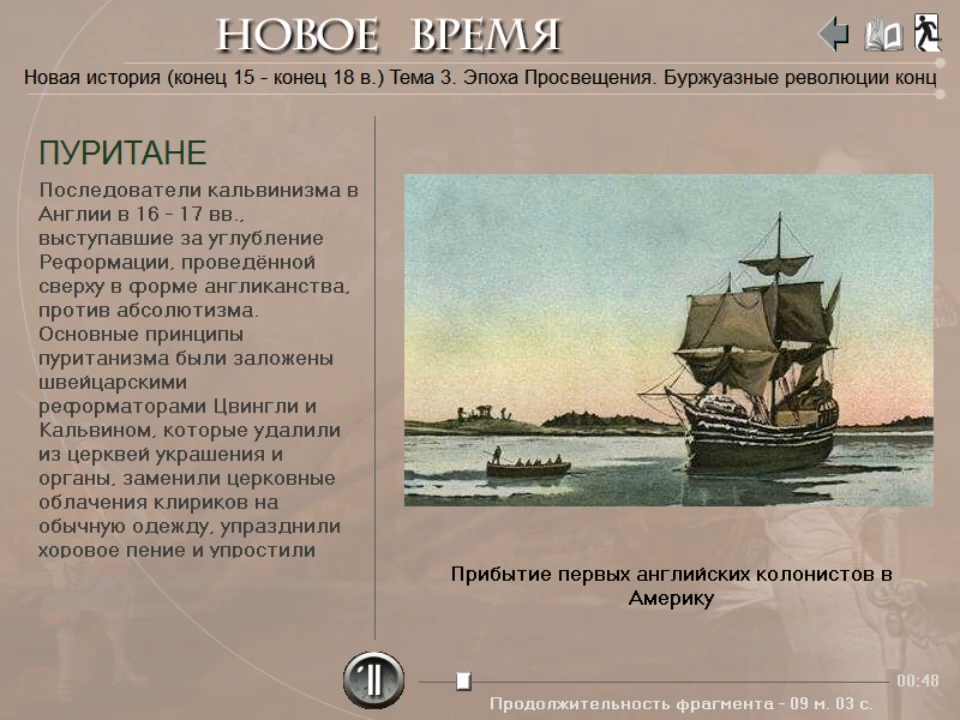 НОВОЕ ВРЕМЯ
Новая история (конец 15 - конец 18 в.) Тема 3. Эпоха Просвещения. Буржуазные революции конц
ПУРИТАНЕ
Последователи кальвинизма в
Англии в 16 - 17 вв.,
выступавшие за углубление
Реформации, проведённой
сверху в форме англиканства,
против абсолютизма.
Основные принципы
пуританизма были заложены
швейцарскими
реформаторами Цвингли и
Кальвином, которые удалили
из церквей украшения и
органы, заменили церковные
облачения клириков на
обычную одежду, упразднили
хоровое пение и упростили
Прибытие первых английских колонистов в
Америку
00:48
Продолжительность фрагмента - 09 м. 03 с.